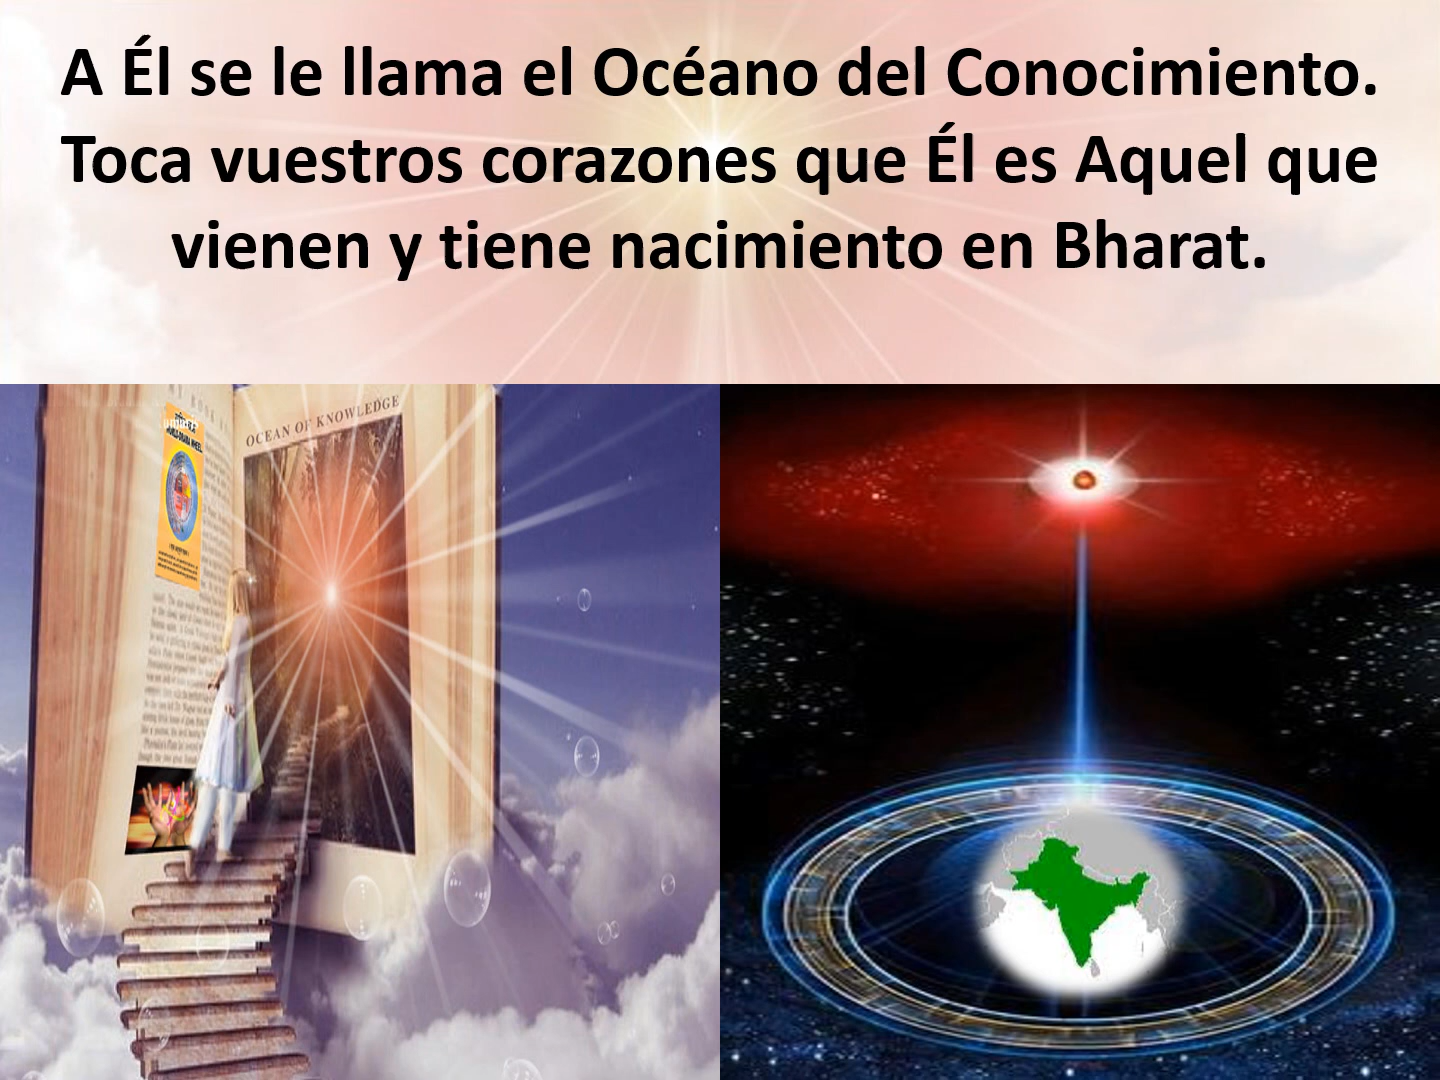 A Él se le llama el Océano del Conocimiento.
Toca vuestros corazones que Él es Aquel que
vienen y tiene nacimiento en Bharat.
OCEAN OF KNOWLEDGE